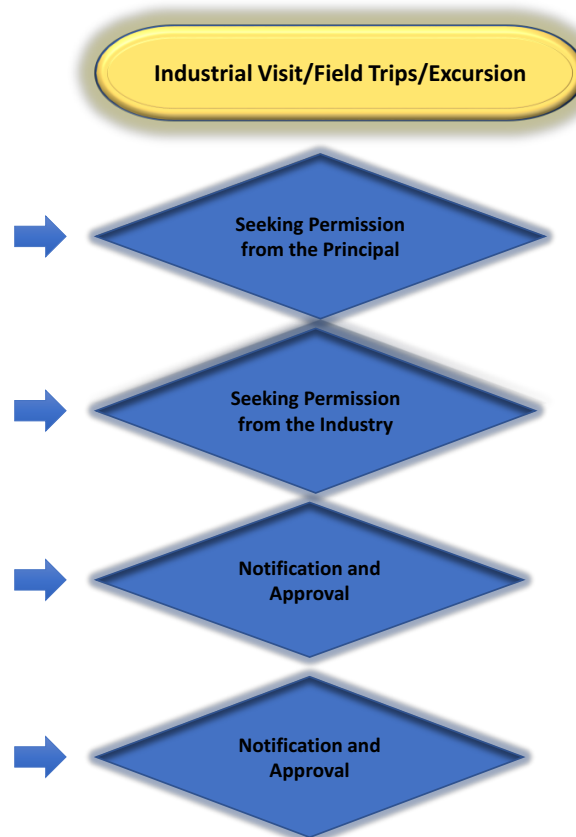 Industrial Visit/Field Trips/Excursion
Seeking Permission
from the Principal
Seeking Permission
from the Industry
Notification and
Approval
Notification and
Approval